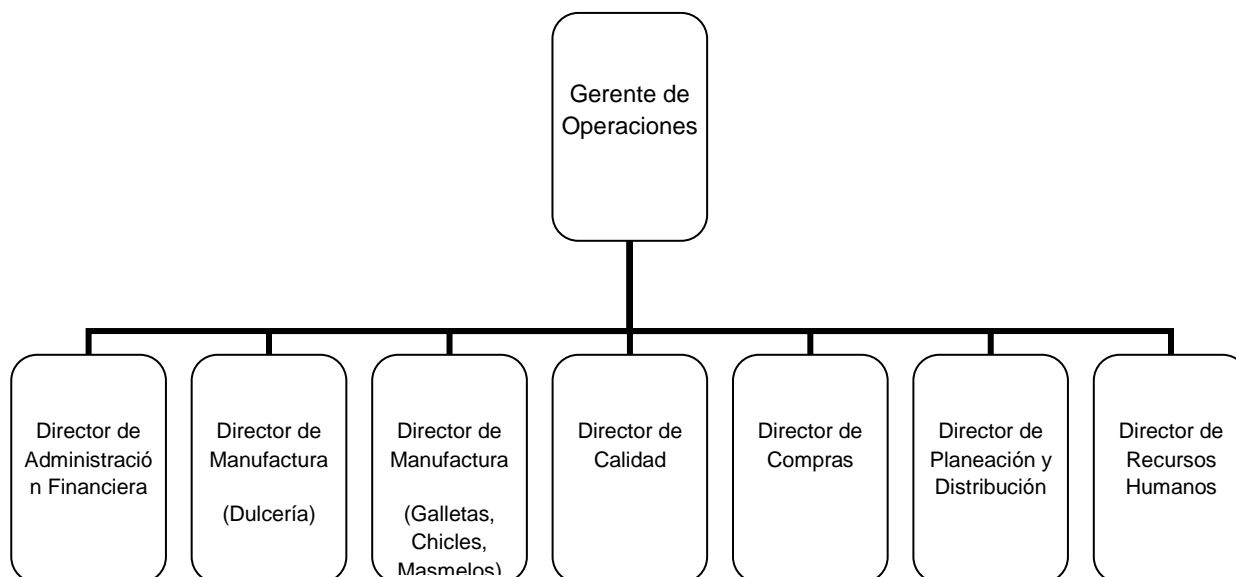 Gerente de
Operaciones
Director de
Administració
n Financiera
Director de
Manufactura
(Dulcería)
Director de
Manufactura
(Galletas,
Chicles,
Masmelos)
Director de
Calidad
Director de
Compras
Director de
Planeación y
Distribución
Director de
Recursos
Humanos